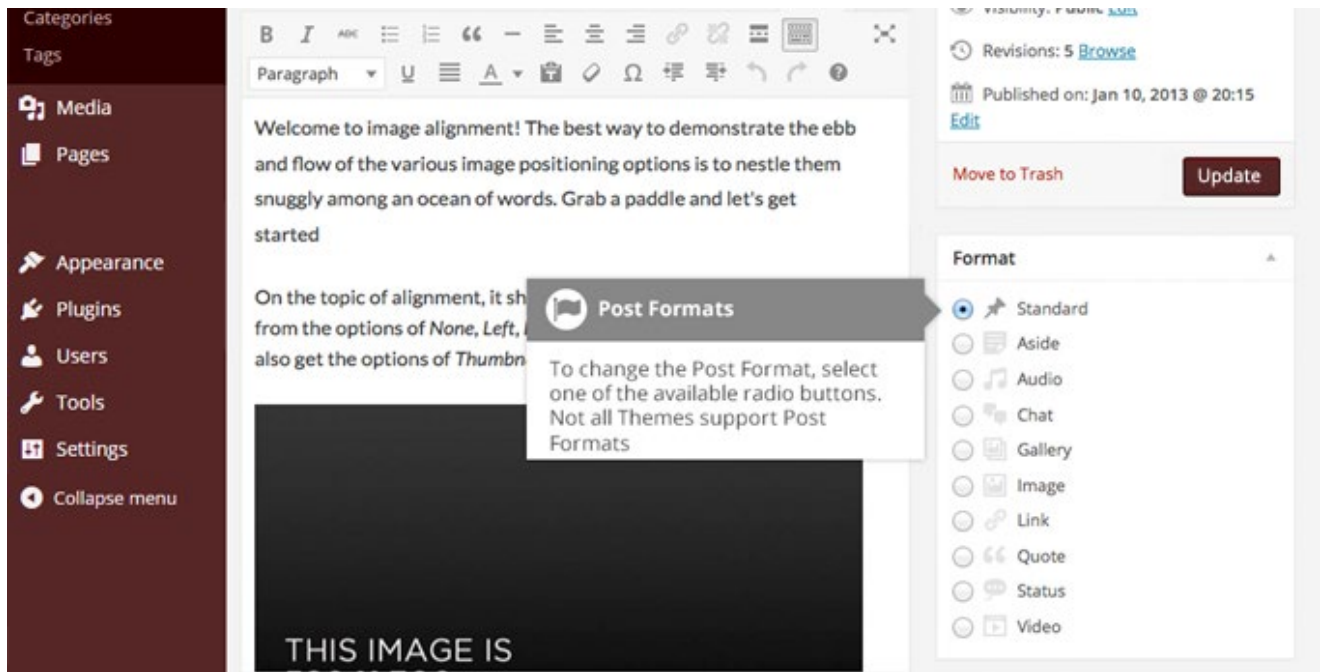 Categories
Tags
Media
Pages
Appearance
Plugins
Users
Tools
Settings
Collapse menu
B I ABC
Paragraph U A Ω ?
Welcome to image alignment! The best way to demonstrate the ebb
and flow of the various image positioning options is to nestle them
snuggly among an ocean of words. Grab a paddle and let's get
started
On the topic of alignment, it sh
from the options of None, Left,
also get the options of Thumbn
THIS IMAGE IS
Post Formats
To change the Post Format, select
one of the available radio buttons.
Not all Themes support Post
Formats
Visibility: Public Edit
Revisions: 5 Browse
Published on: Jan 10, 2013 @ 20:15
Edit
Move to Trash
Update
Format
Standard
Aside
Audio
Chat
Gallery
Image
Link
Quote
Status
Video